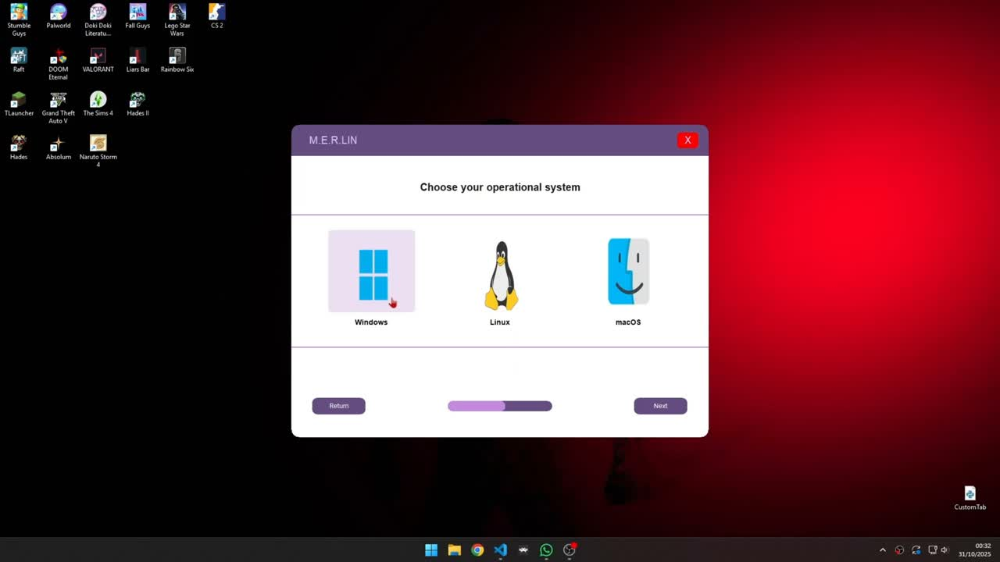 Stumble
Guys
Palworld
Doki Doki
Literatu...
Fall Guys
Lego Star
Wars
CS 2
Raft
DOOM
Eternal
VALORANT
Liars Bar
Rainbow Six
TLauncher
Grand Theft
Auto V
The Sims 4
Hades II
Hades
Absolum
Naruto Storm
4
M.E.R.LIN
X
Choose your operational system
Windows
Linux
macOS
Return
Next
CustomTab
00:32
31/10/2025